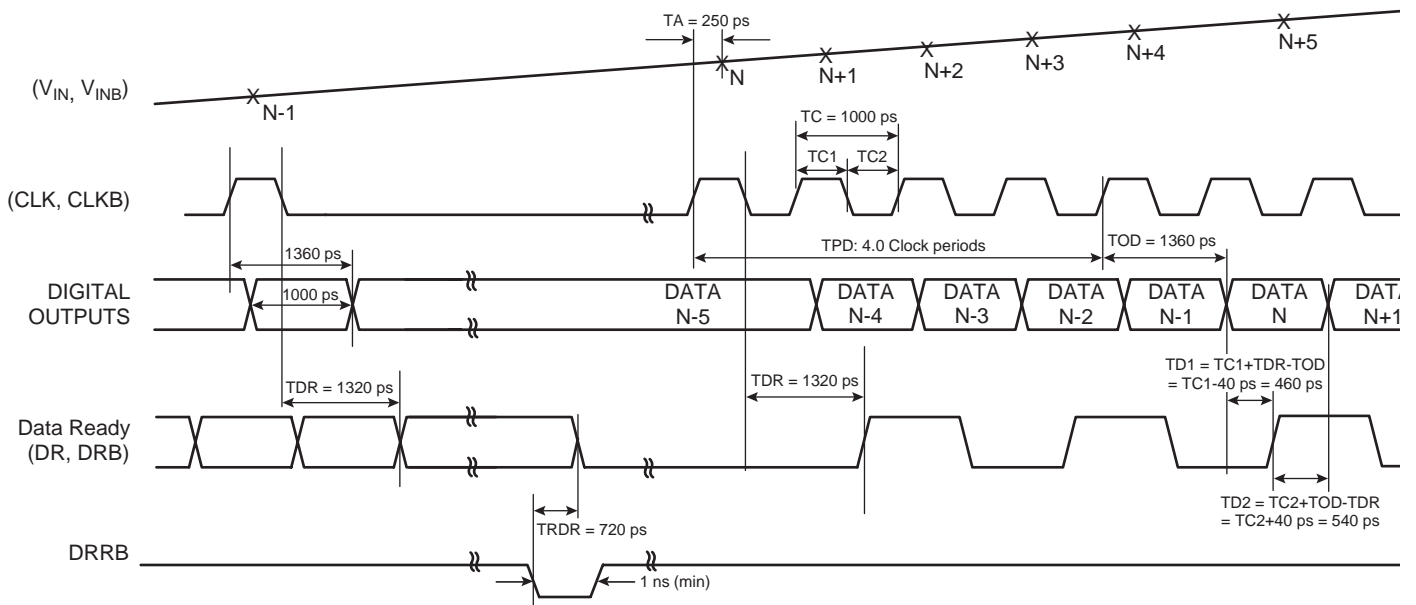 TA = 250 ps
N+5
N+4
N+3
N+2
N+1
N
(VIN, VINB)
N-1
TC = 1000 ps
TC1 TC2
(CLK, CLKB)
1360 ps
TPD: 4.0 Clock periods
TOD = 1360 ps
1000 ps
DIGITAL
OUTPUTS
DATA
N-5
DATA
N-4
DATA
N-3
DATA
N-2
DATA
N-1
DATA
N
DATA
N+1
TD1 = TC1+TDR-TOD
= TC1-40 ps = 460 ps
TDR = 1320 ps
TDR = 1320 ps
Data Ready
(DR, DRB)
TD2 = TC2+TOD-TDR
= TC2+40 ps = 540 ps
TRDR = 720 ps
DRRB
1 ns (min)